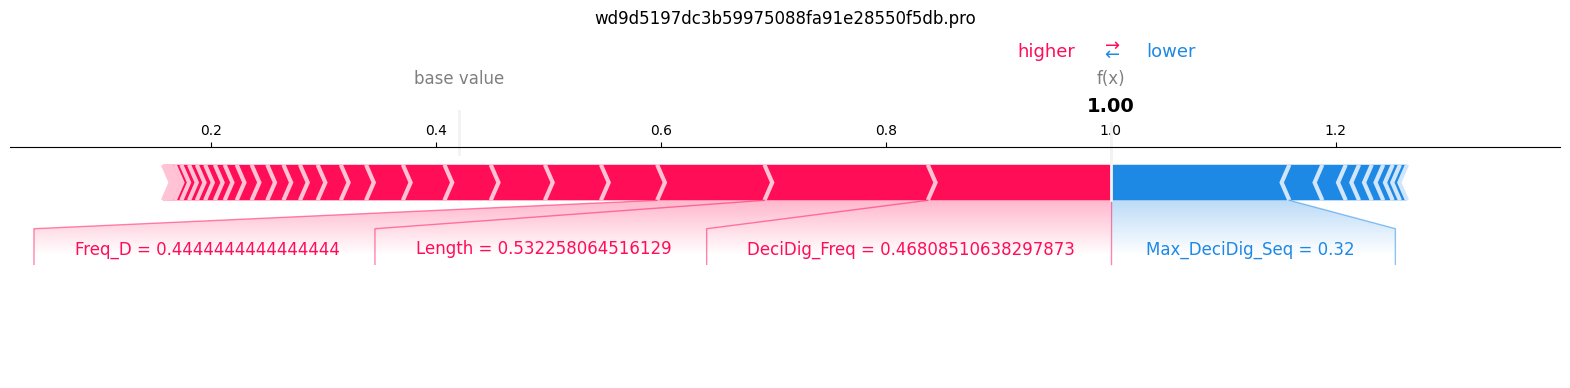 wd9d5197dc3b59975088fa91e28550f5db.pro
higher ⇄ lower
base value f(x)
1.00
0.2 0.4 0.6 0.8 1.0 1.2
Freq_D = 0.4444444444444444 Length = 0.532258064516129 DeciDig_Freq = 0.46808510638297873 Max_DeciDig_Seq = 0.32